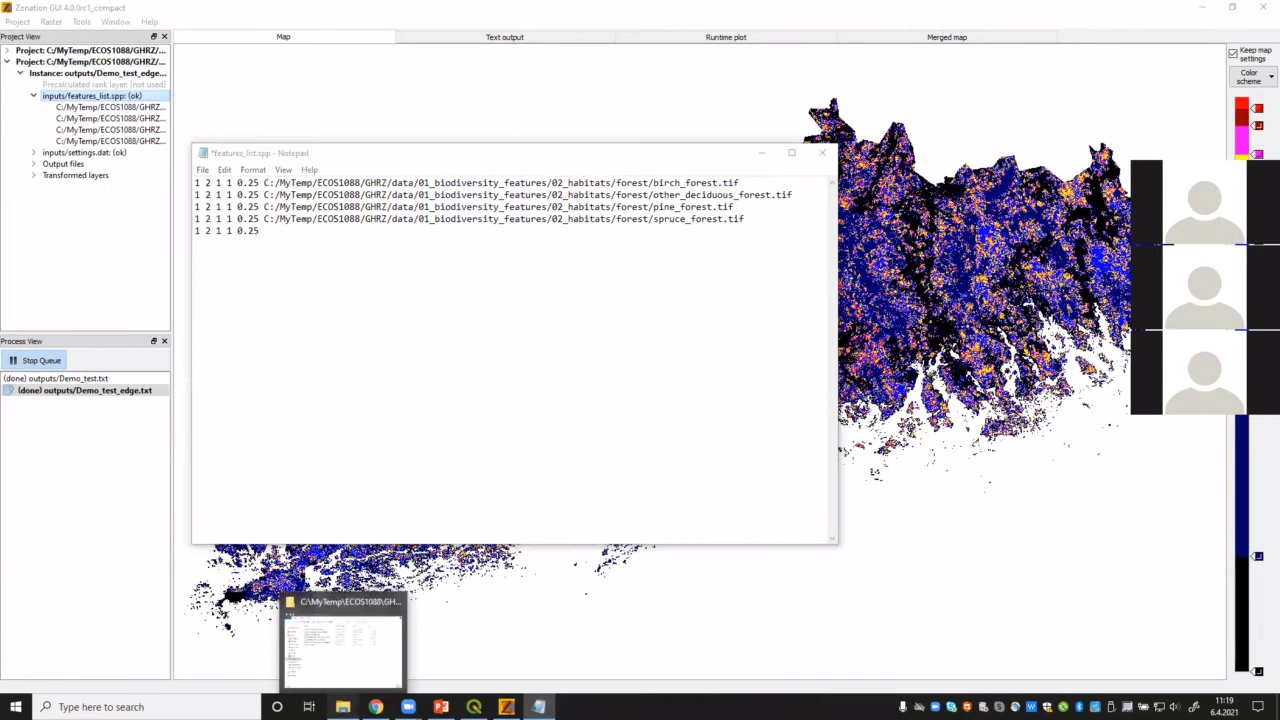 Zonation GUI 4.0.0rc1_compact
Project Raster Tools Window Help
Project View
Map
Text output
Runtime plot
Merged map
Project: C:/MyTemp/ECOS1088/GHRZ/...
Project: C:/MyTemp/ECOS1088/GHRZ/...
Instance: outputs/Demo_test_edge...
Precalculated rank layer: [not used]
inputs/features_list.spp: (ok)
C:/MyTemp/ECOS1088/GHRZ...
C:/MyTemp/ECOS1088/GHRZ...
C:/MyTemp/ECOS1088/GHRZ...
C:/MyTemp/ECOS1088/GHRZ...
inputs/settings.dat: (ok)
Output files
Transformed layers
Keep map
settings
Color
scheme
*features_list.spp - Notepad
File Edit Format View Help
1 2 1 1 0.25 C:/MyTemp/ECOS1088/GHRZ/data/01_biodiversity_features/02_habitats/forest/birch_forest.tif
1 2 1 1 0.25 C:/MyTemp/ECOS1088/GHRZ/data/01_biodiversity_features/02_habitats/forest/other_deciduous_forest.tif
1 2 1 1 0.25 C:/MyTemp/ECOS1088/GHRZ/data/01_biodiversity_features/02_habitats/forest/pine_forest.tif
1 2 1 1 0.25 C:/MyTemp/ECOS1088/GHRZ/data/01_biodiversity_features/02_habitats/forest/spruce_forest.tif
1 2 1 1 0.25
Process View
Stop Queue
(done) outputs/Demo_test.txt
(done) outputs/Demo_test_edge.txt
C:\MyTemp\ECOS1088\GH...
Type here to search
11:19
6.4.2021